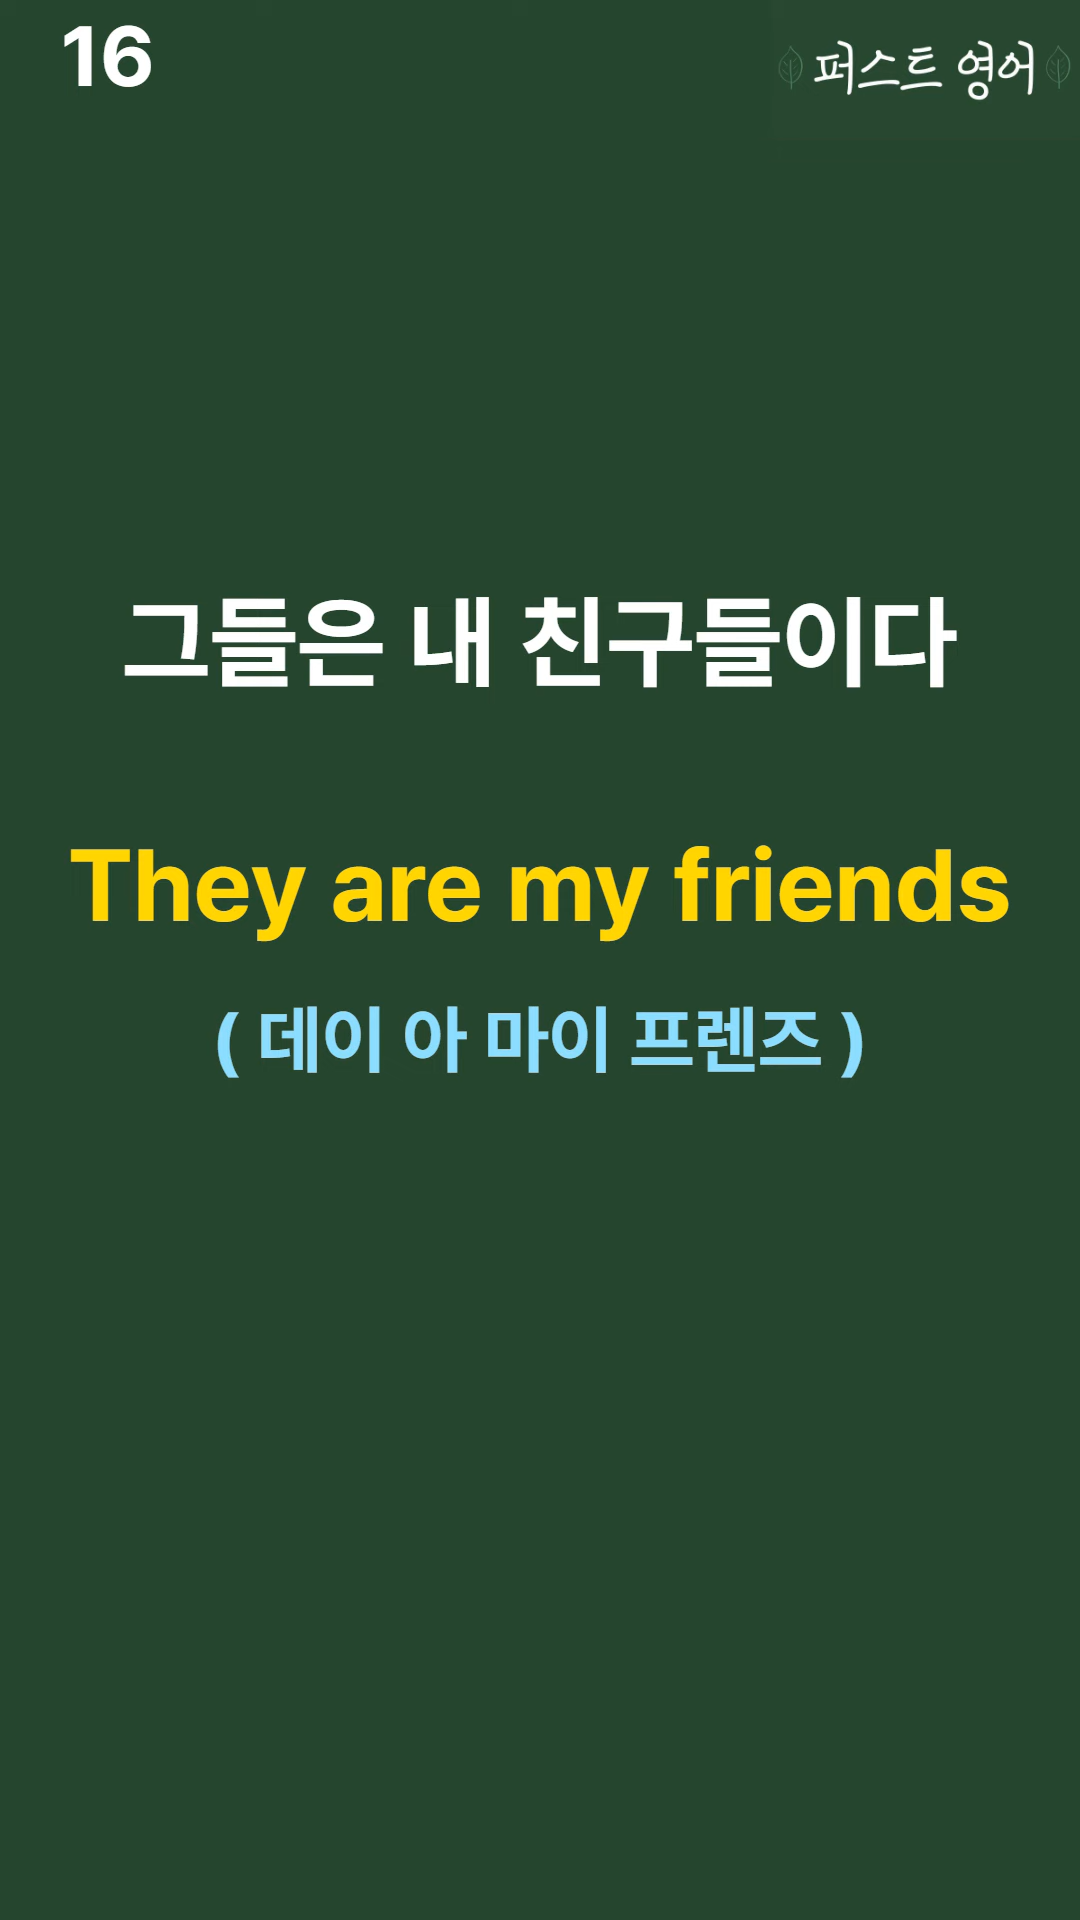 16
퍼스트 영어
그들은 내 친구들이다
They are my friends
( 데이 아 마이 프렌즈 )